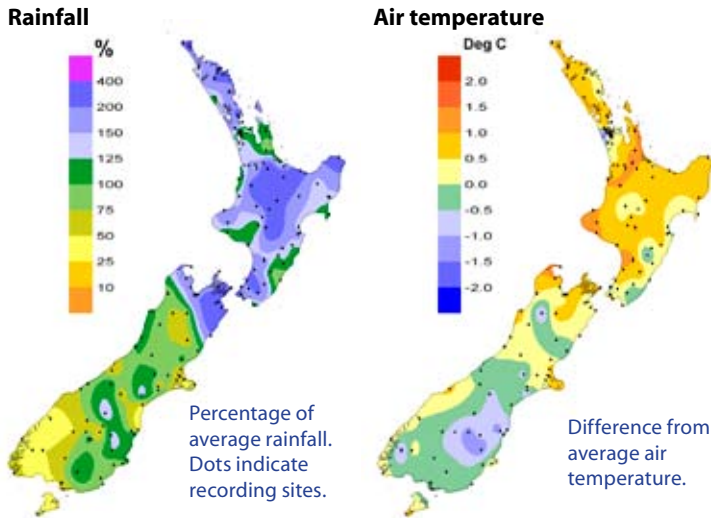 Rainfall
%
400
200
150
125
100
75
50
25
10
Percentage of
average rainfall.
Dots indicate
recording sites.
Air temperature
Deg C
2.0
1.5
1.0
0.5
0.0
-0.5
-1.0
-1.5
-2.0
Difference from
average air
temperature.